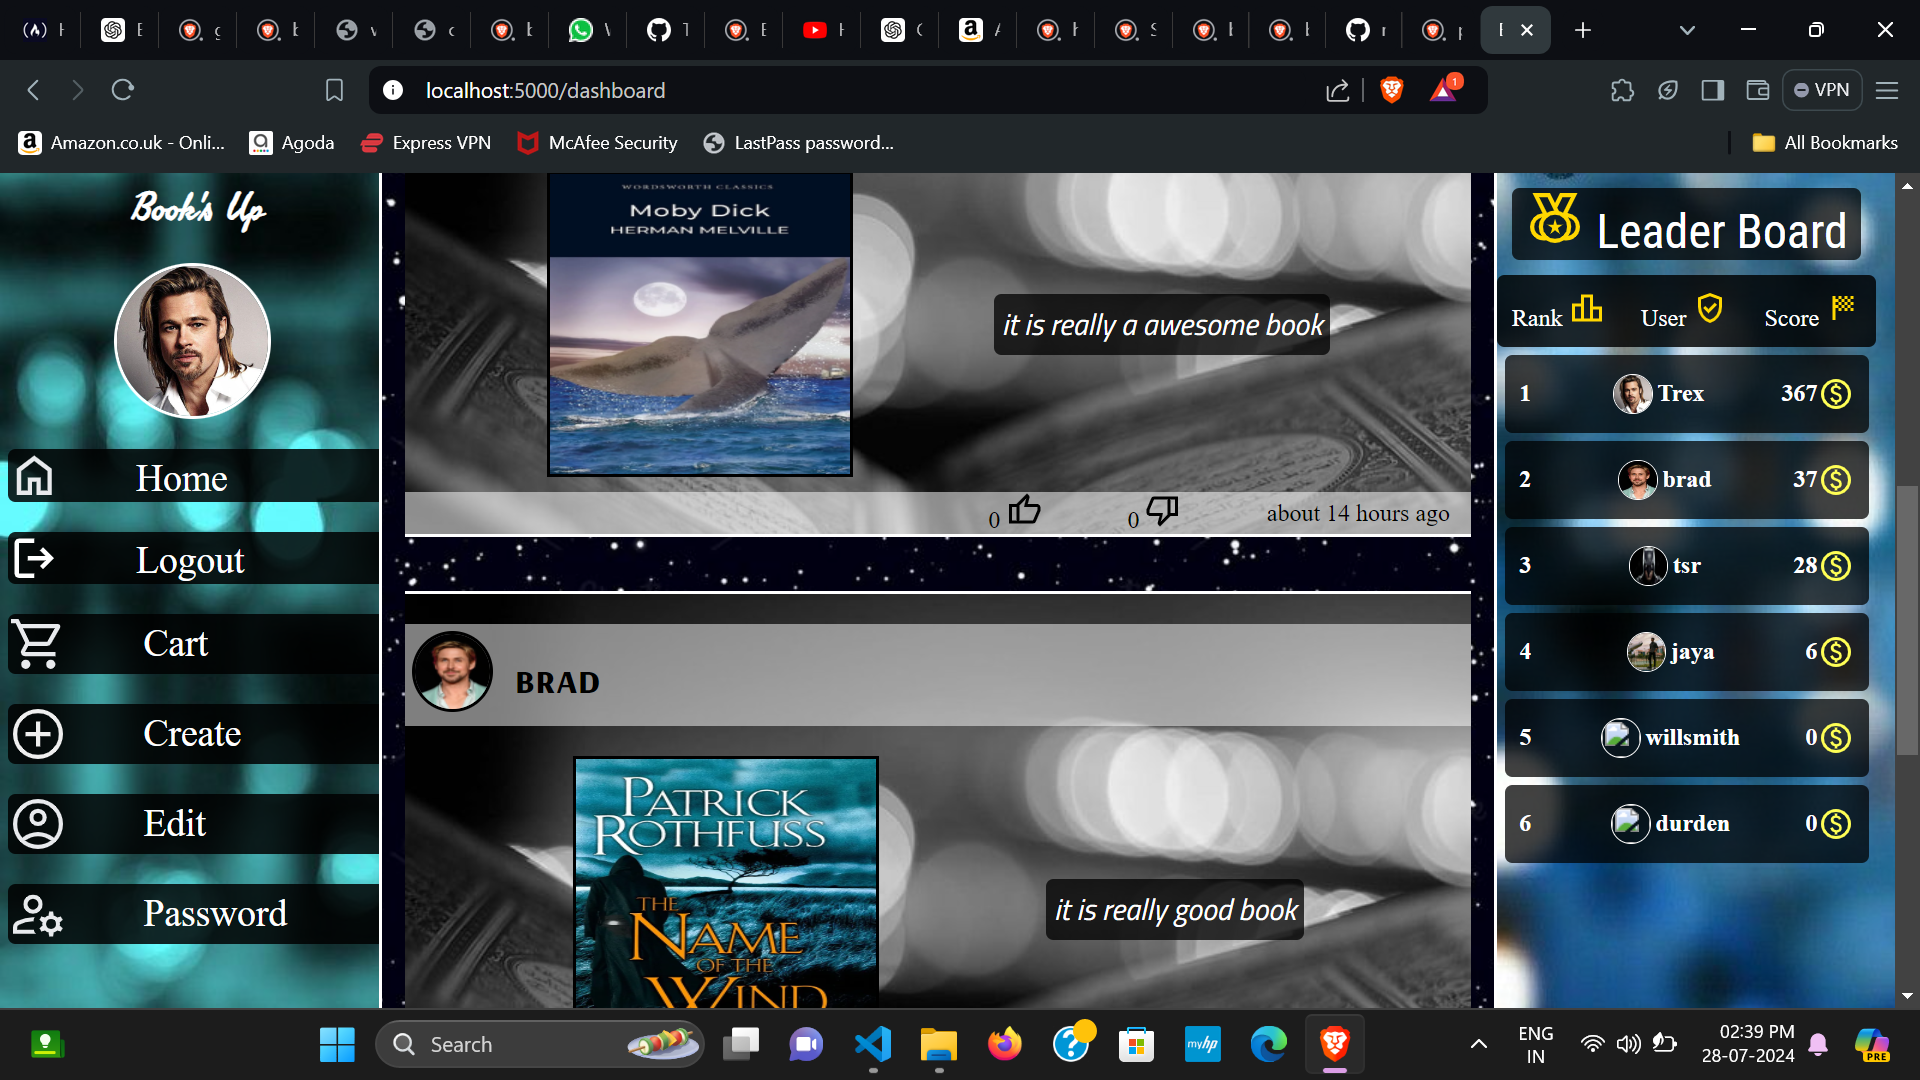 localhost:5000/dashboard
1
VPN
Amazon.co.uk - Onli...
Agoda
Express VPN
McAfee Security
LastPass password...
All Bookmarks
Book's Up
Home
Logout
Cart
Create
Edit
Password
WORDSWORTH CLASSICS
Moby Dick
HERMAN MELVILLE
it is really a awesome book
0
0
about 14 hours ago
BRAD
PATRICK
ROTHFUSS
THE
NAME
OF THE
WIND
it is really good book
Leader Board
Rank User Score
1 Trex 367
2 brad 37
3 tsr 28
4 jaya 6
5 willsmith 0
6 durden 0
Search
myhp
PRE
ENG
IN
02:39 PM
28-07-2024